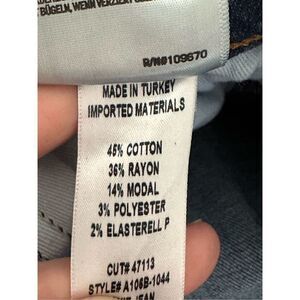 BÜGELN, WENN VERZIERT
R/N#109670
MADE IN TURKEY
IMPORTED MATERIALS
45% COTTON
36% RAYON
14% MODAL
3% POLYESTER
2% ELASTERELL P
CUT# 47113
STYLE# A106B-1044
JEAN